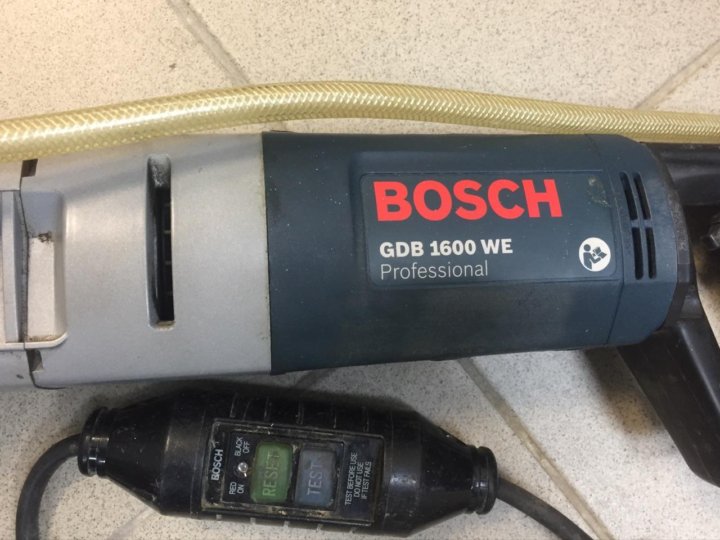 BOSCH
GDB 1600 WE
Professional
BOSCH
RED
ON
BLACK
OFF
RESET
TEST
TEST BEFORE USE
DO NOT USE
IF TEST FAILS